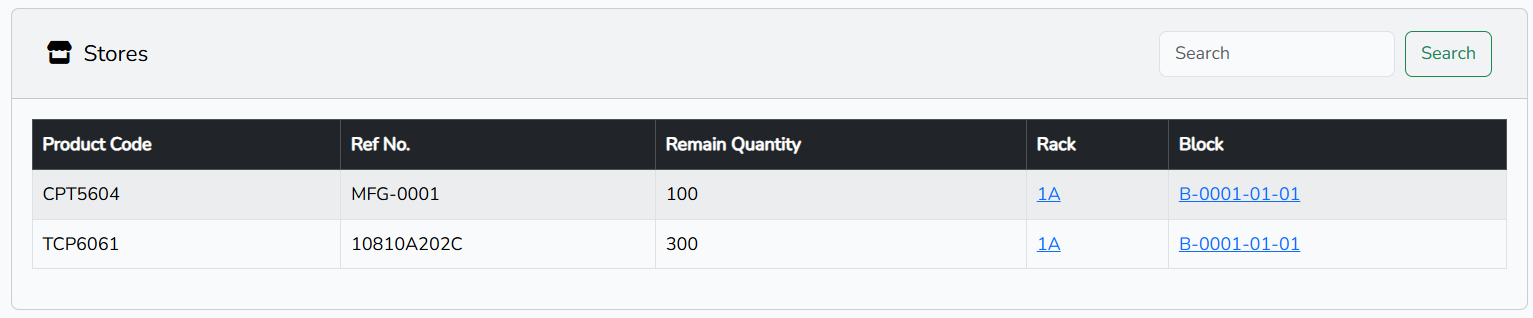 Stores Search Search
Product Code Ref No. Remain Quantity Rack Block
CPT5604 MFG-0001 100 1A B-0001-01-01
TCP6061 10810A202C 300 1A B-0001-01-01